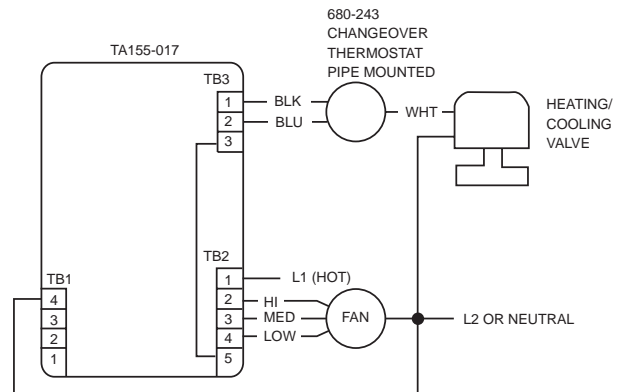 680-243
CHANGEOVER
THERMOSTAT
PIPE MOUNTED
TA155-017
TB3
1 BLK
2 BLU
3
WHT
HEATING/
COOLING
VALVE
TB2
1 L1 (HOT)
2 HI
3 MED
4 LOW
5
FAN
L2 OR NEUTRAL
TB1
4
3
2
1